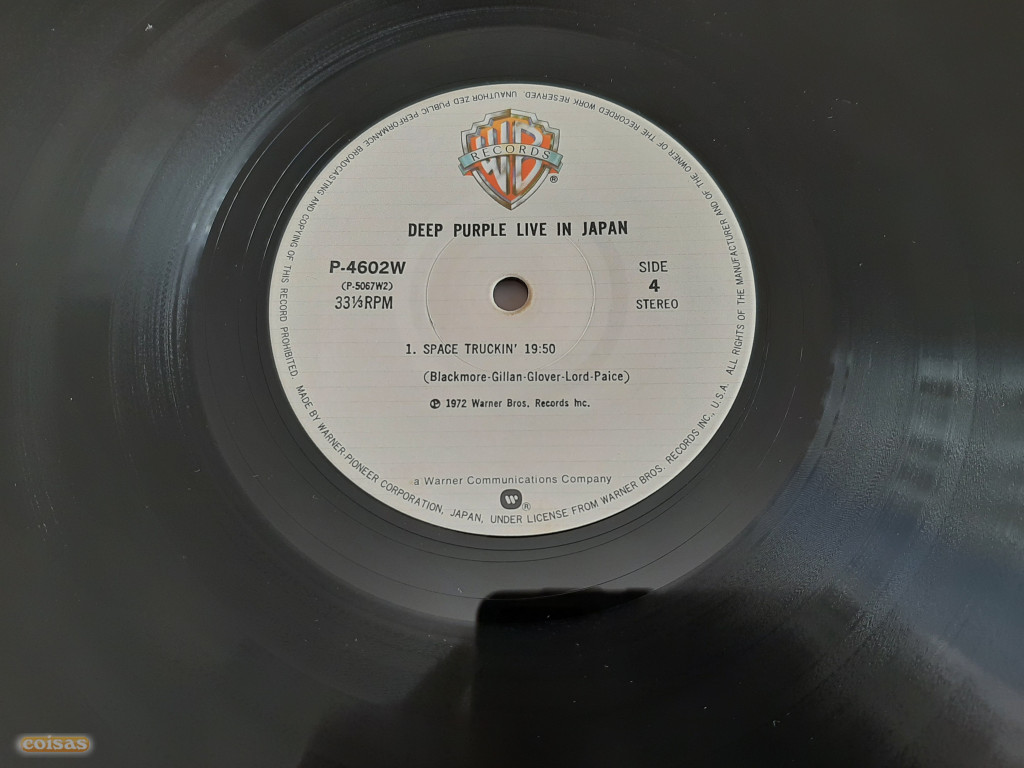 WB
RECORDS
®
DEEP PURPLE LIVE IN JAPAN
P-4602W
(P-5067W2)
33⅓RPM
SIDE
4
STEREO
1. SPACE TRUCKIN' 19:50
(Blackmore-Gillan-Glover-Lord-Paice)
Ⓟ 1972 Warner Bros. Records Inc.
a Warner Communications Company
®
MADE BY WARNER-PIONEER CORPORATION, JAPAN, UNDER LICENSE FROM WARNER BROS. RECORDS INC., U.S.A. ALL RIGHTS OF THE MANUFACTURER AND OF THE OWNER OF THE RECORDED WORK RESERVED. UNAUTHORIZED PUBLIC PERFORMANCE BROADCASTING AND COPYING OF THIS RECORD PROHIBITED.
coisas